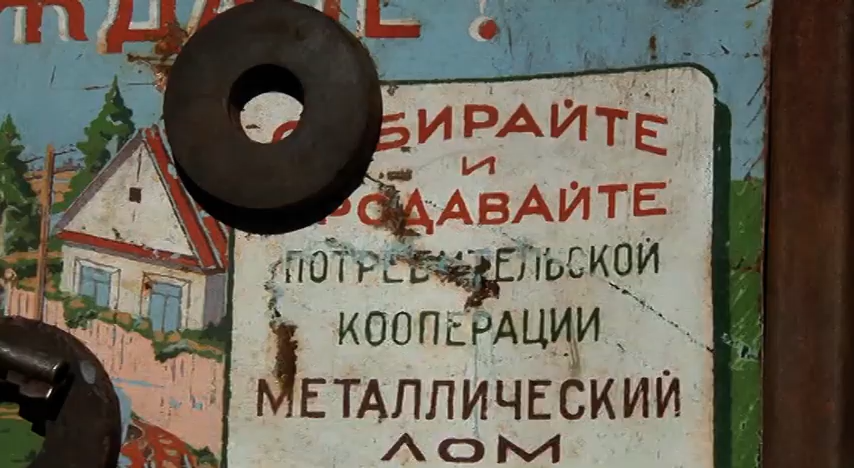 СОБИРАЙТЕ
И
ПРОДАВАЙТЕ
ПОТРЕБИТЕЛЬСКОЙ
КООПЕРАЦИИ
МЕТАЛЛИЧЕСКИЙ
ЛОМ